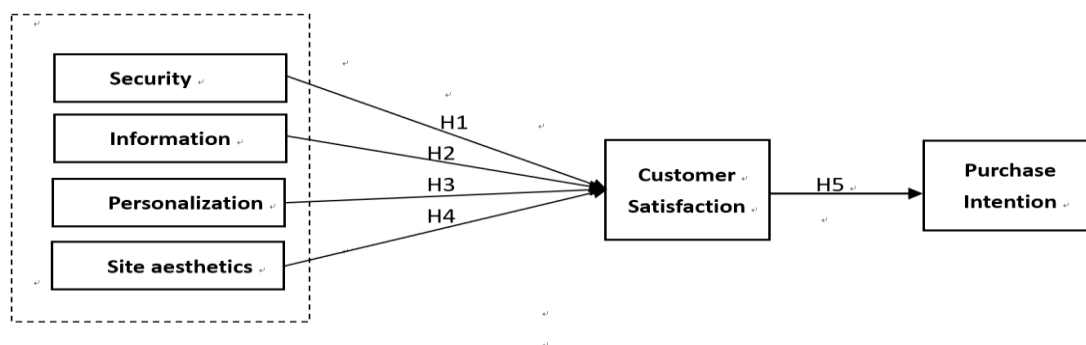 Security
Information
Personalization
Site aesthetics
H1
H2
H3
H4
Customer
Satisfaction
H5
Purchase
Intention